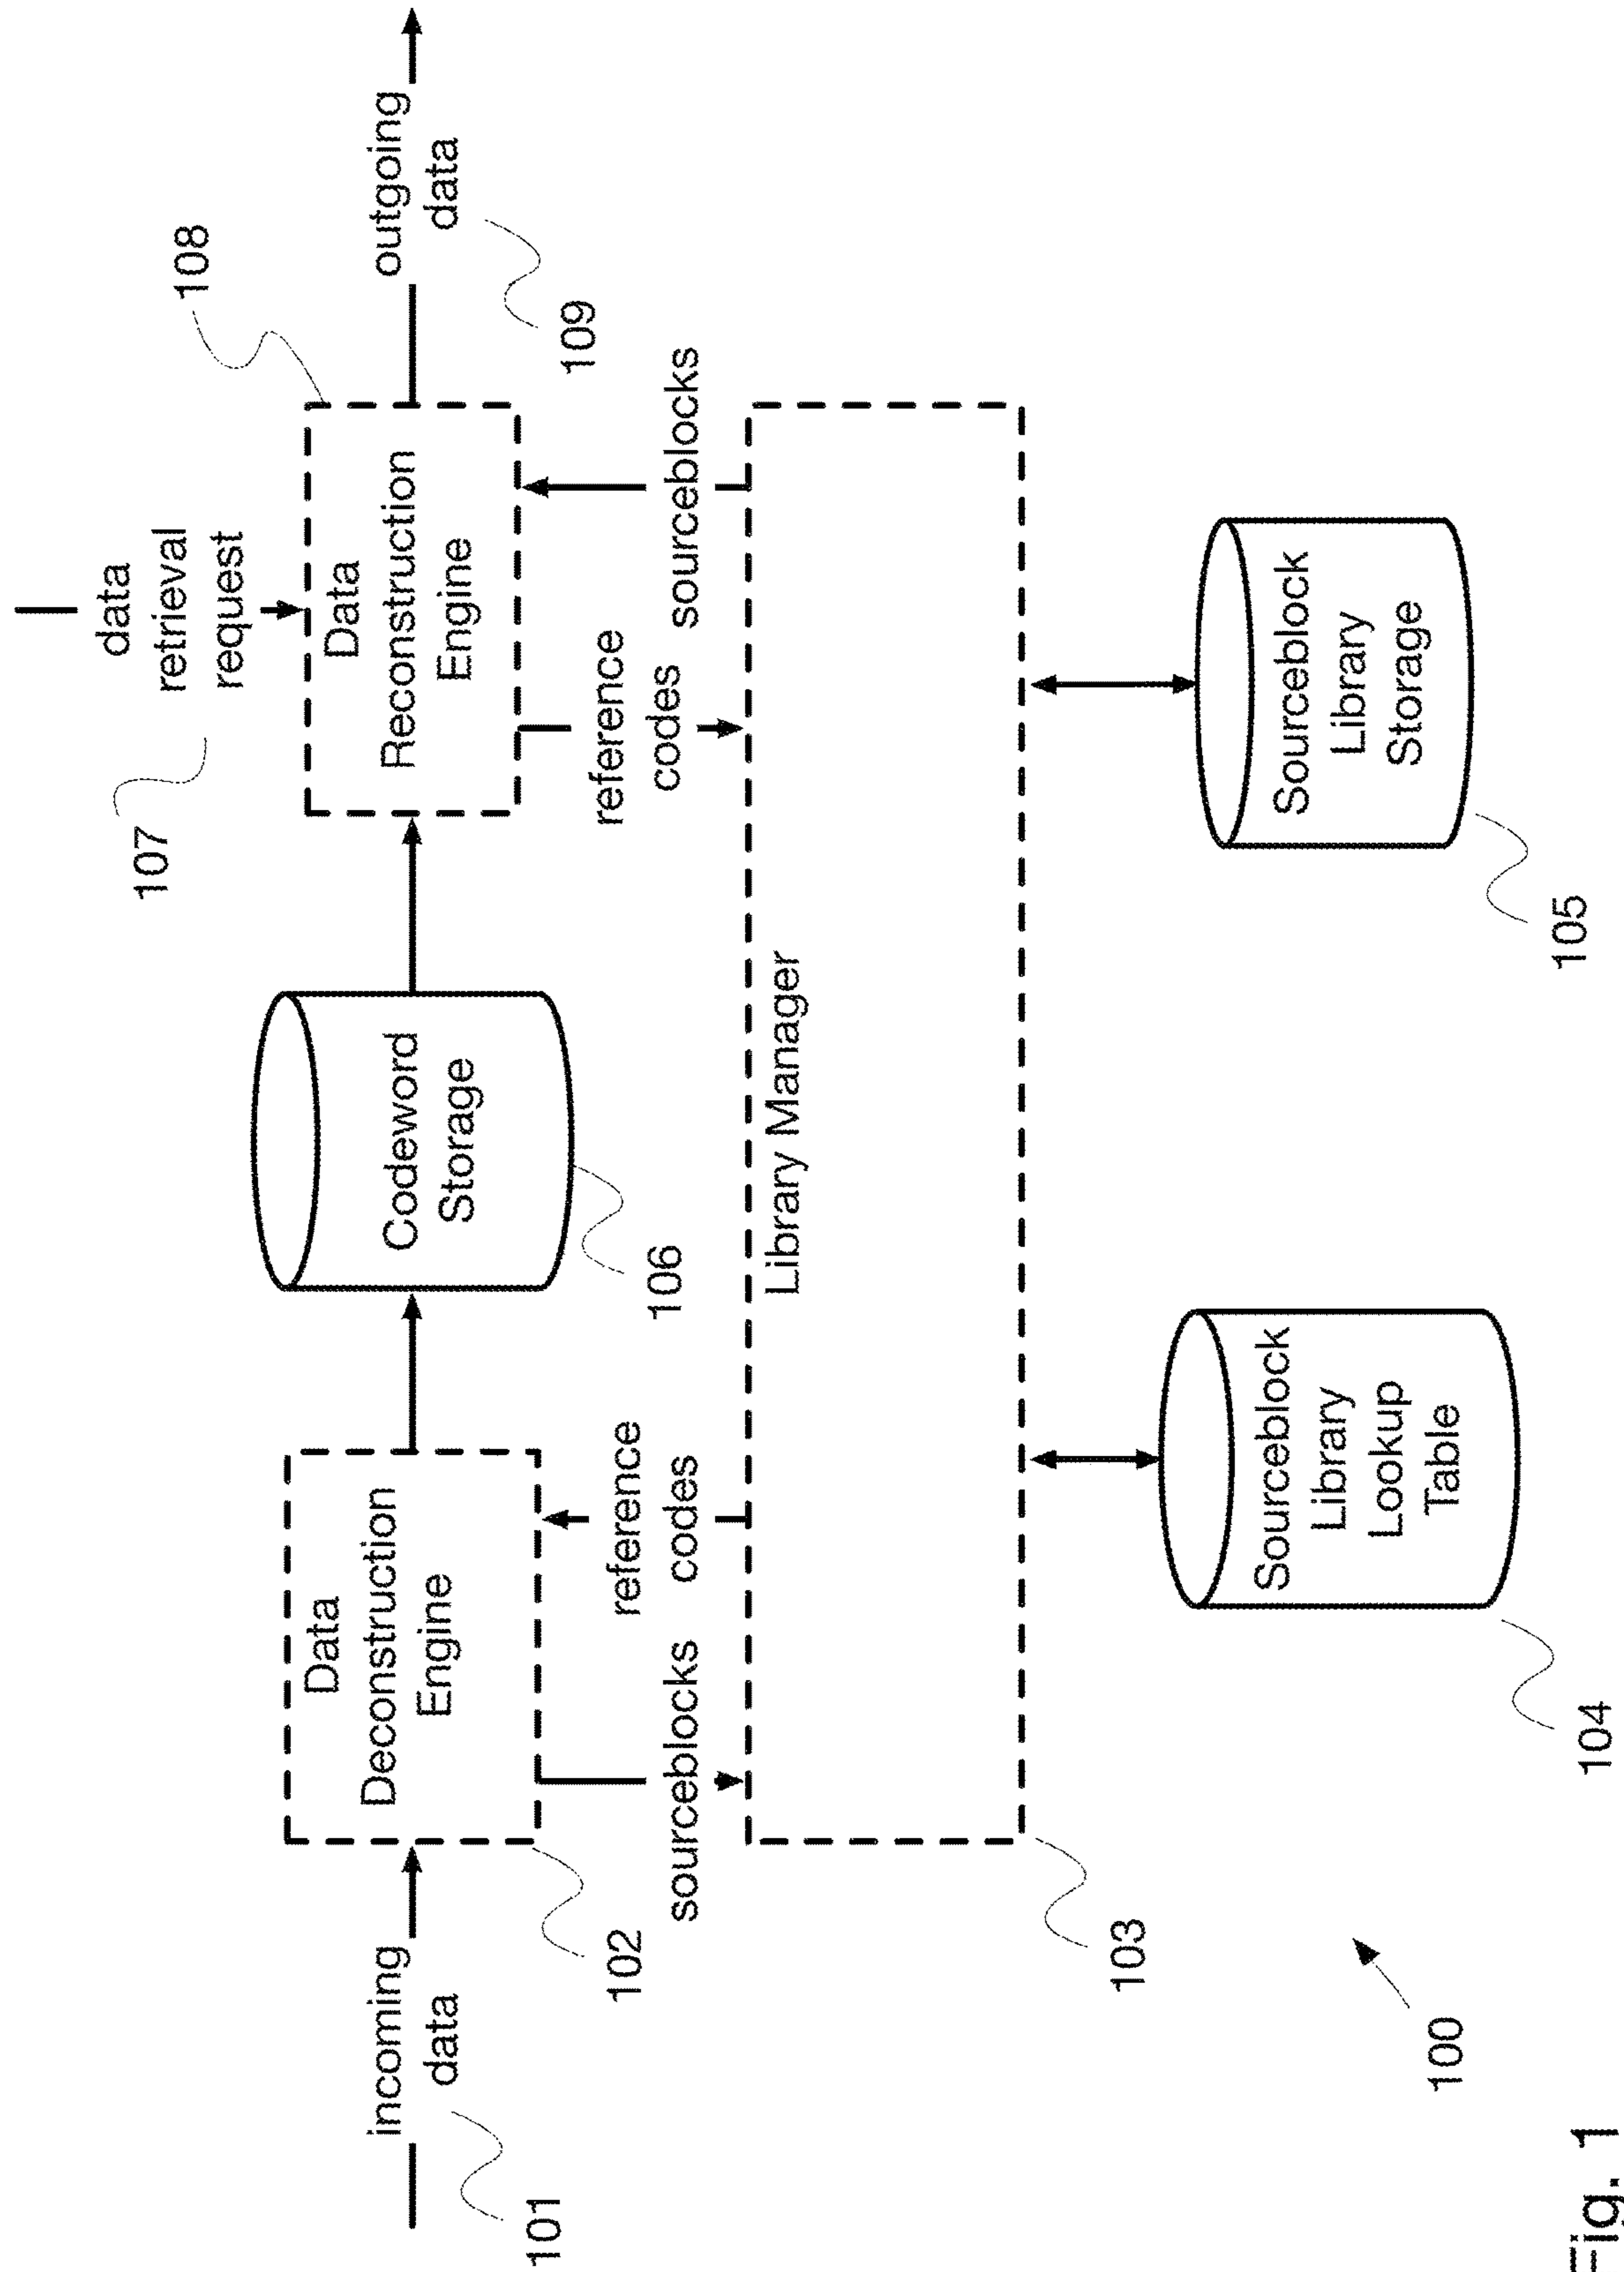 data
retrieval
request
107
108
incoming
data
101
Data
Deconstruction
Engine
102
Codeword
Storage
106
Data
Reconstruction
Engine
outgoing
data
109
sourceblocks
reference
codes
reference
codes
sourceblocks
Library Manager
103
Sourceblock
Library
Lookup
Table
104
Sourceblock
Library
Storage
105
100
Fig. 1